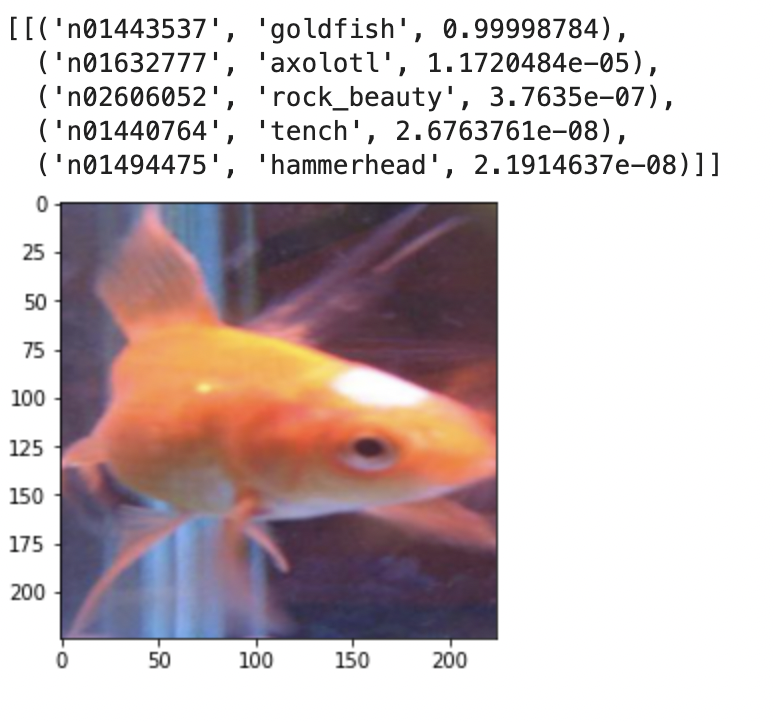 [[('n01443537', 'goldfish', 0.99998784),
('n01632777', 'axolotl', 1.1720484e-05),
('n02606052', 'rock_beauty', 3.7635e-07),
('n01440764', 'tench', 2.6763761e-08),
('n01494475', 'hammerhead', 2.1914637e-08)]]
0
25
50
75
100
125
150
175
200
0 50 100 150 200